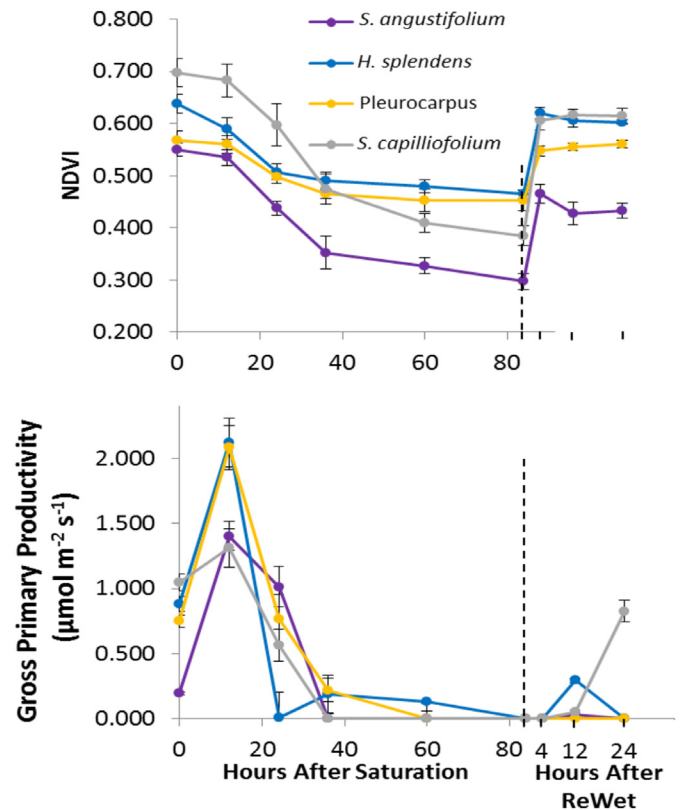 0.800
0.700
0.600
0.500
0.400
0.300
0.200
NDVI
S. angustifolium
H. splendens
Pleurocarpus
S. capilliofolium
0 20 40 60 80
2.000
1.500
1.000
0.500
0.000
Gross Primary Productivity
(µmol m⁻² s⁻¹)
0 20 40 60 80 4 12 24
Hours After Saturation
Hours After
ReWet